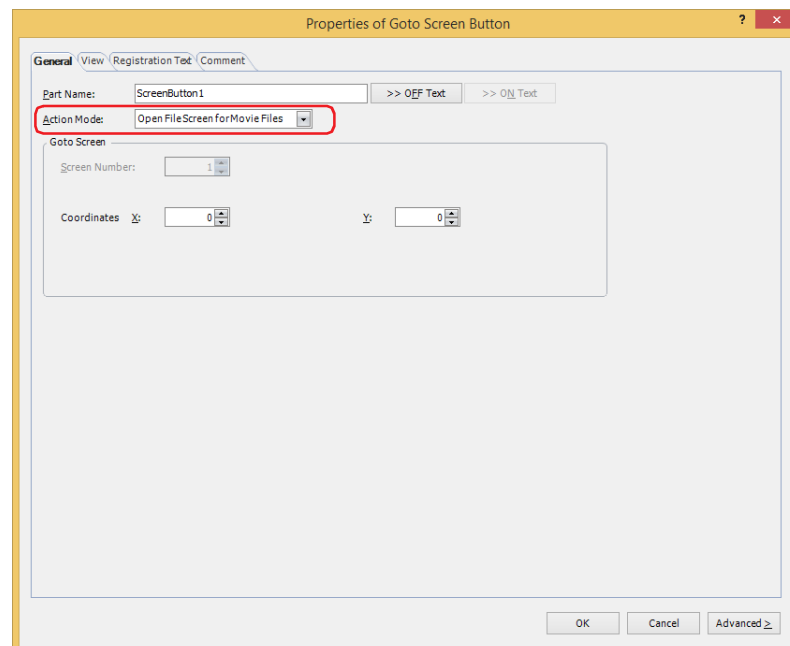 Properties of Goto Screen Button ? ×
General View Registration Text Comment
Part Name: ScreenButton1 >> OFF Text >> ON Text
Action Mode: Open File Screen for Movie Files
Goto Screen
Screen Number: 1
Coordinates X: 0 Y: 0
OK Cancel Advanced >